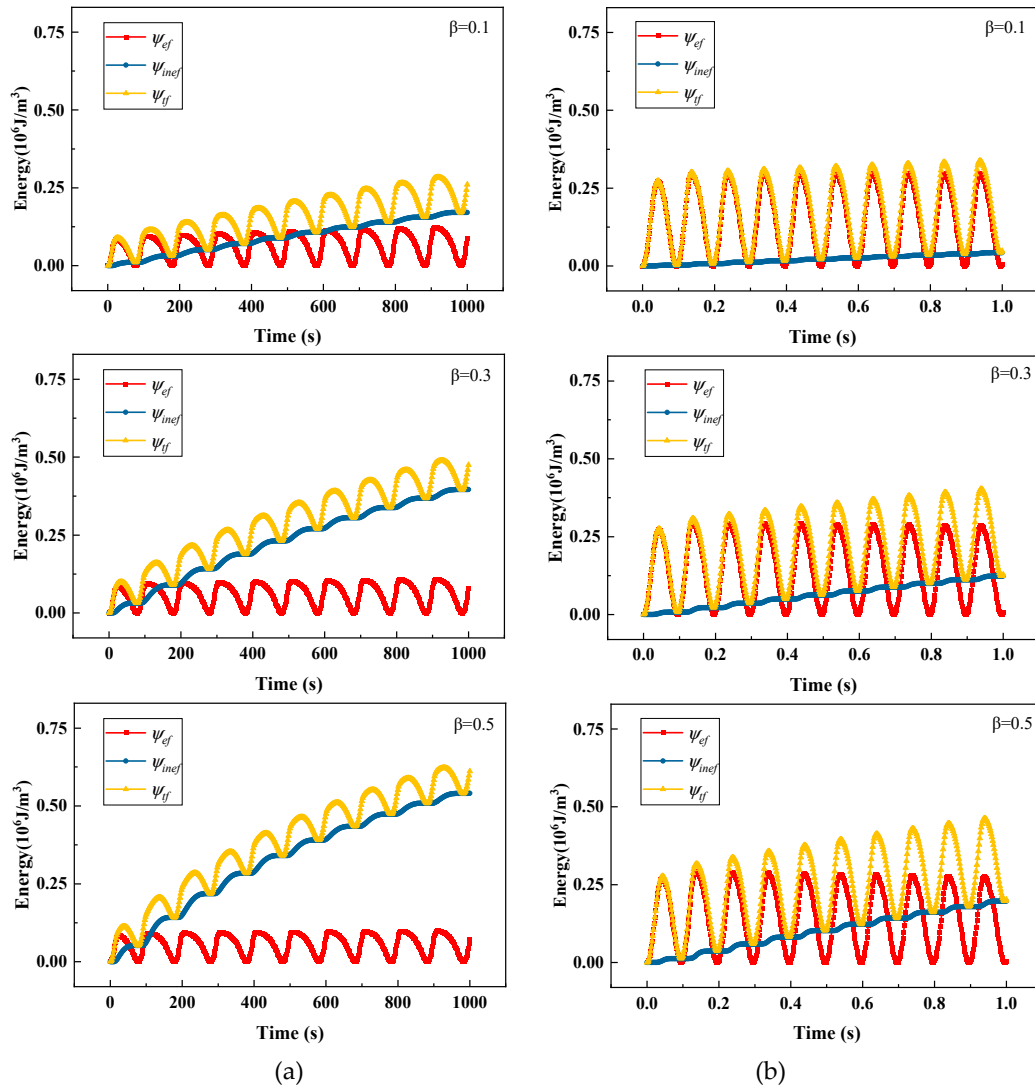 β=0.1
ψef
ψinef
ψtf
0.75
0.50
0.25
0.00
Energy(10⁶J/m³)
0 200 400 600 800 1000
Time (s)
β=0.1
ψef
ψinef
ψtf
0.75
0.50
0.25
0.00
Energy(10⁶J/m³)
0.0 0.2 0.4 0.6 0.8 1.0
Time (s)
β=0.3
ψef
ψinef
ψtf
0.75
0.50
0.25
0.00
Energy(10⁶J/m³)
0 200 400 600 800 1000
Time (s)
β=0.3
ψef
ψinef
ψtf
0.75
0.50
0.25
0.00
Energy(10⁶J/m³)
0.0 0.2 0.4 0.6 0.8 1.0
Time (s)
β=0.5
ψef
ψinef
ψtf
0.75
0.50
0.25
0.00
Energy(10⁶J/m³)
0 200 400 600 800 1000
Time (s)
β=0.5
ψef
ψinef
ψtf
0.75
0.50
0.25
0.00
Energy(10⁶J/m³)
0.0 0.2 0.4 0.6 0.8 1.0
Time (s)
(a)
(b)